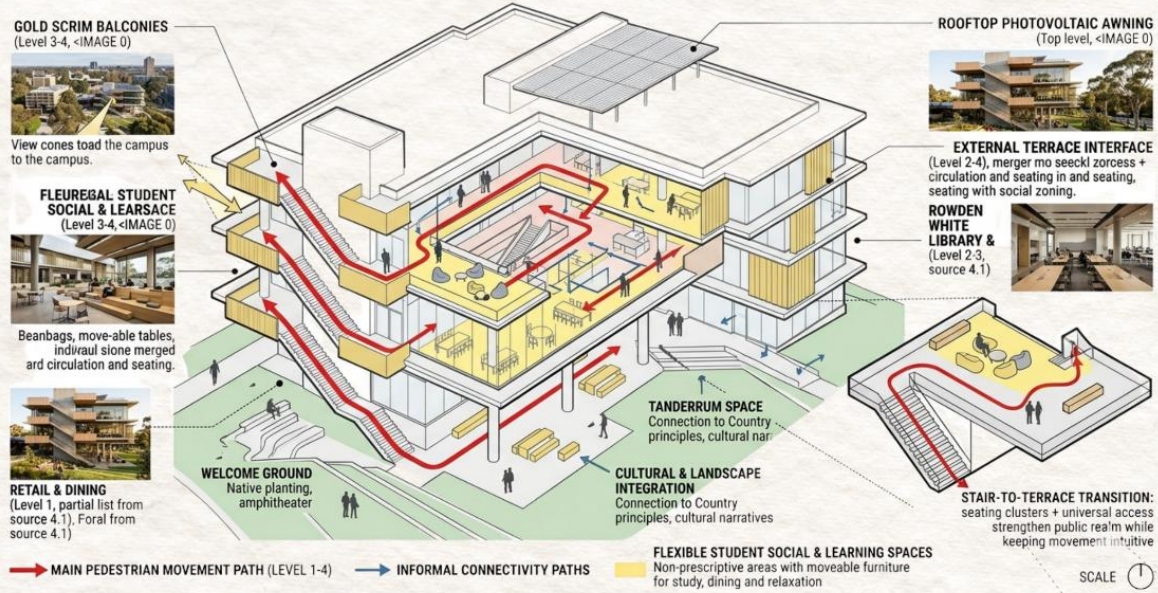 GOLD SCRIM BALCONIES
(Level 3-4, <IMAGE 0)
View cones toad the campus
to the campus.
FLEUREGAL STUDENT
SOCIAL & LEARSACE
(Level 3-4,<IMAGE 0)
Beanbags, move-able tables,
indivraul sione merged
ard circulation and seating.
RETAIL & DINING
(Level 1, partial list from
source 4.1), Foral from
source 4.1)
WELCOME GROUND
Native planting,
amphitheater
ROOFTOP PHOTOVOLTAIC AWNING
(Top level, <IMAGE 0)
EXTERNAL TERRACE INTERFACE
(Level 2-4), merger mo seeckl zorcess +
circulation and seating in and seating,
seating with social zoning.
ROWDEN
WHITE
LIBRARY &
(Level 2-3,
source 4.1)
TANDERRUM SPACE
Connection to Country
principles, cultural nar
CULTURAL & LANDSCAPE
INTEGRATION
Connection to Country
principles, cultural narratives
STAIR-TO-TERRACE TRANSITION:
seating clusters + universal access
strengthen public realm while
keeping movement intuitive
MAIN PEDESTRIAN MOVEMENT PATH (LEVEL 1-4)
INFORMAL CONNECTIVITY PATHS
FLEXIBLE STUDENT SOCIAL & LEARNING SPACES
Non-prescriptive areas with moveable furniture
for study, dining and relaxation
SCALE